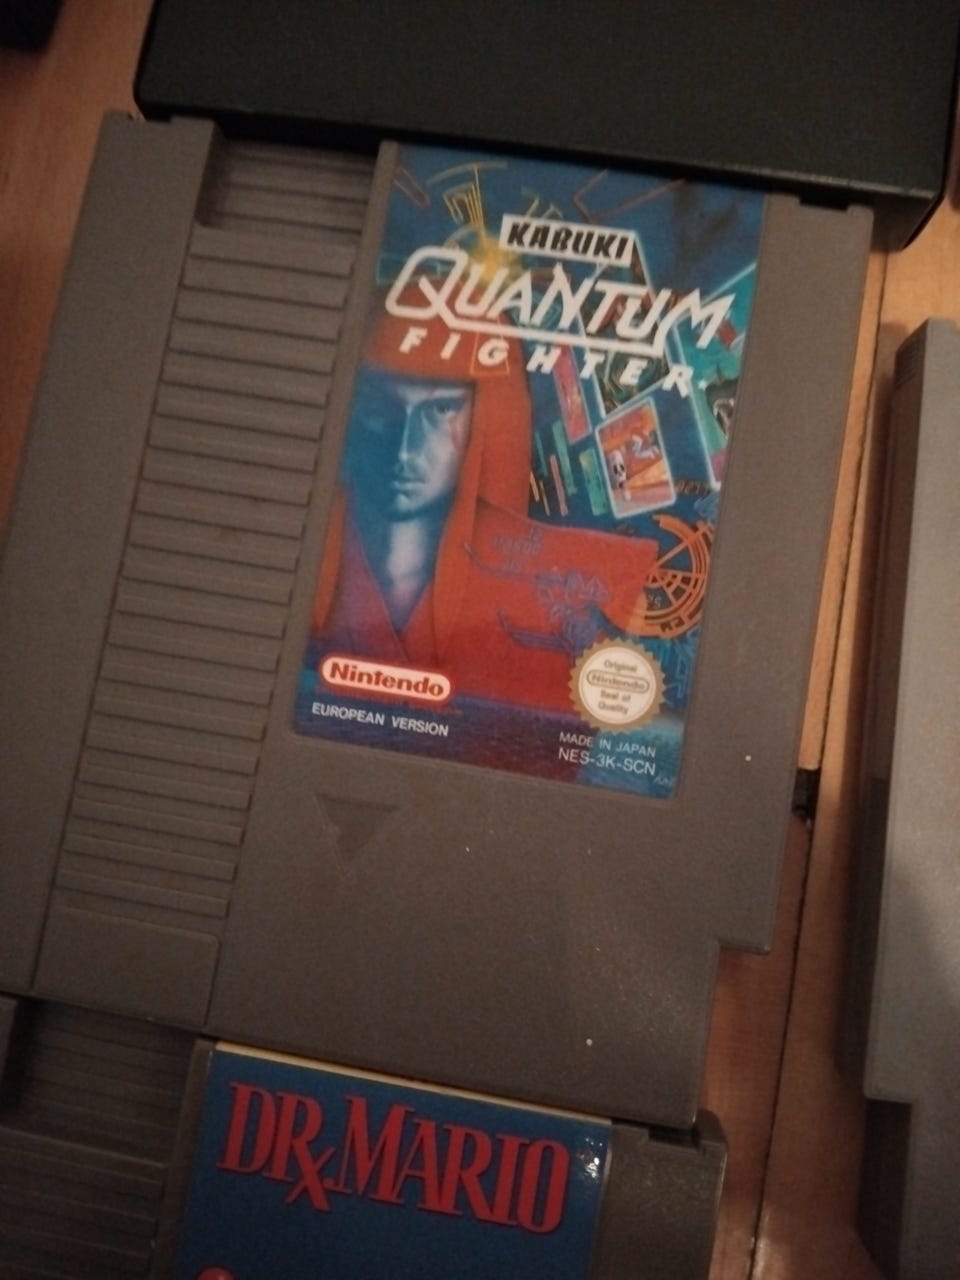 KABUKI
QUANTUM
FIGHTER
Nintendo
EUROPEAN VERSION
Original
Nintendo
Seal of
Quality
MADE IN JAPAN
NES-3K-SCN
DR. MARIO